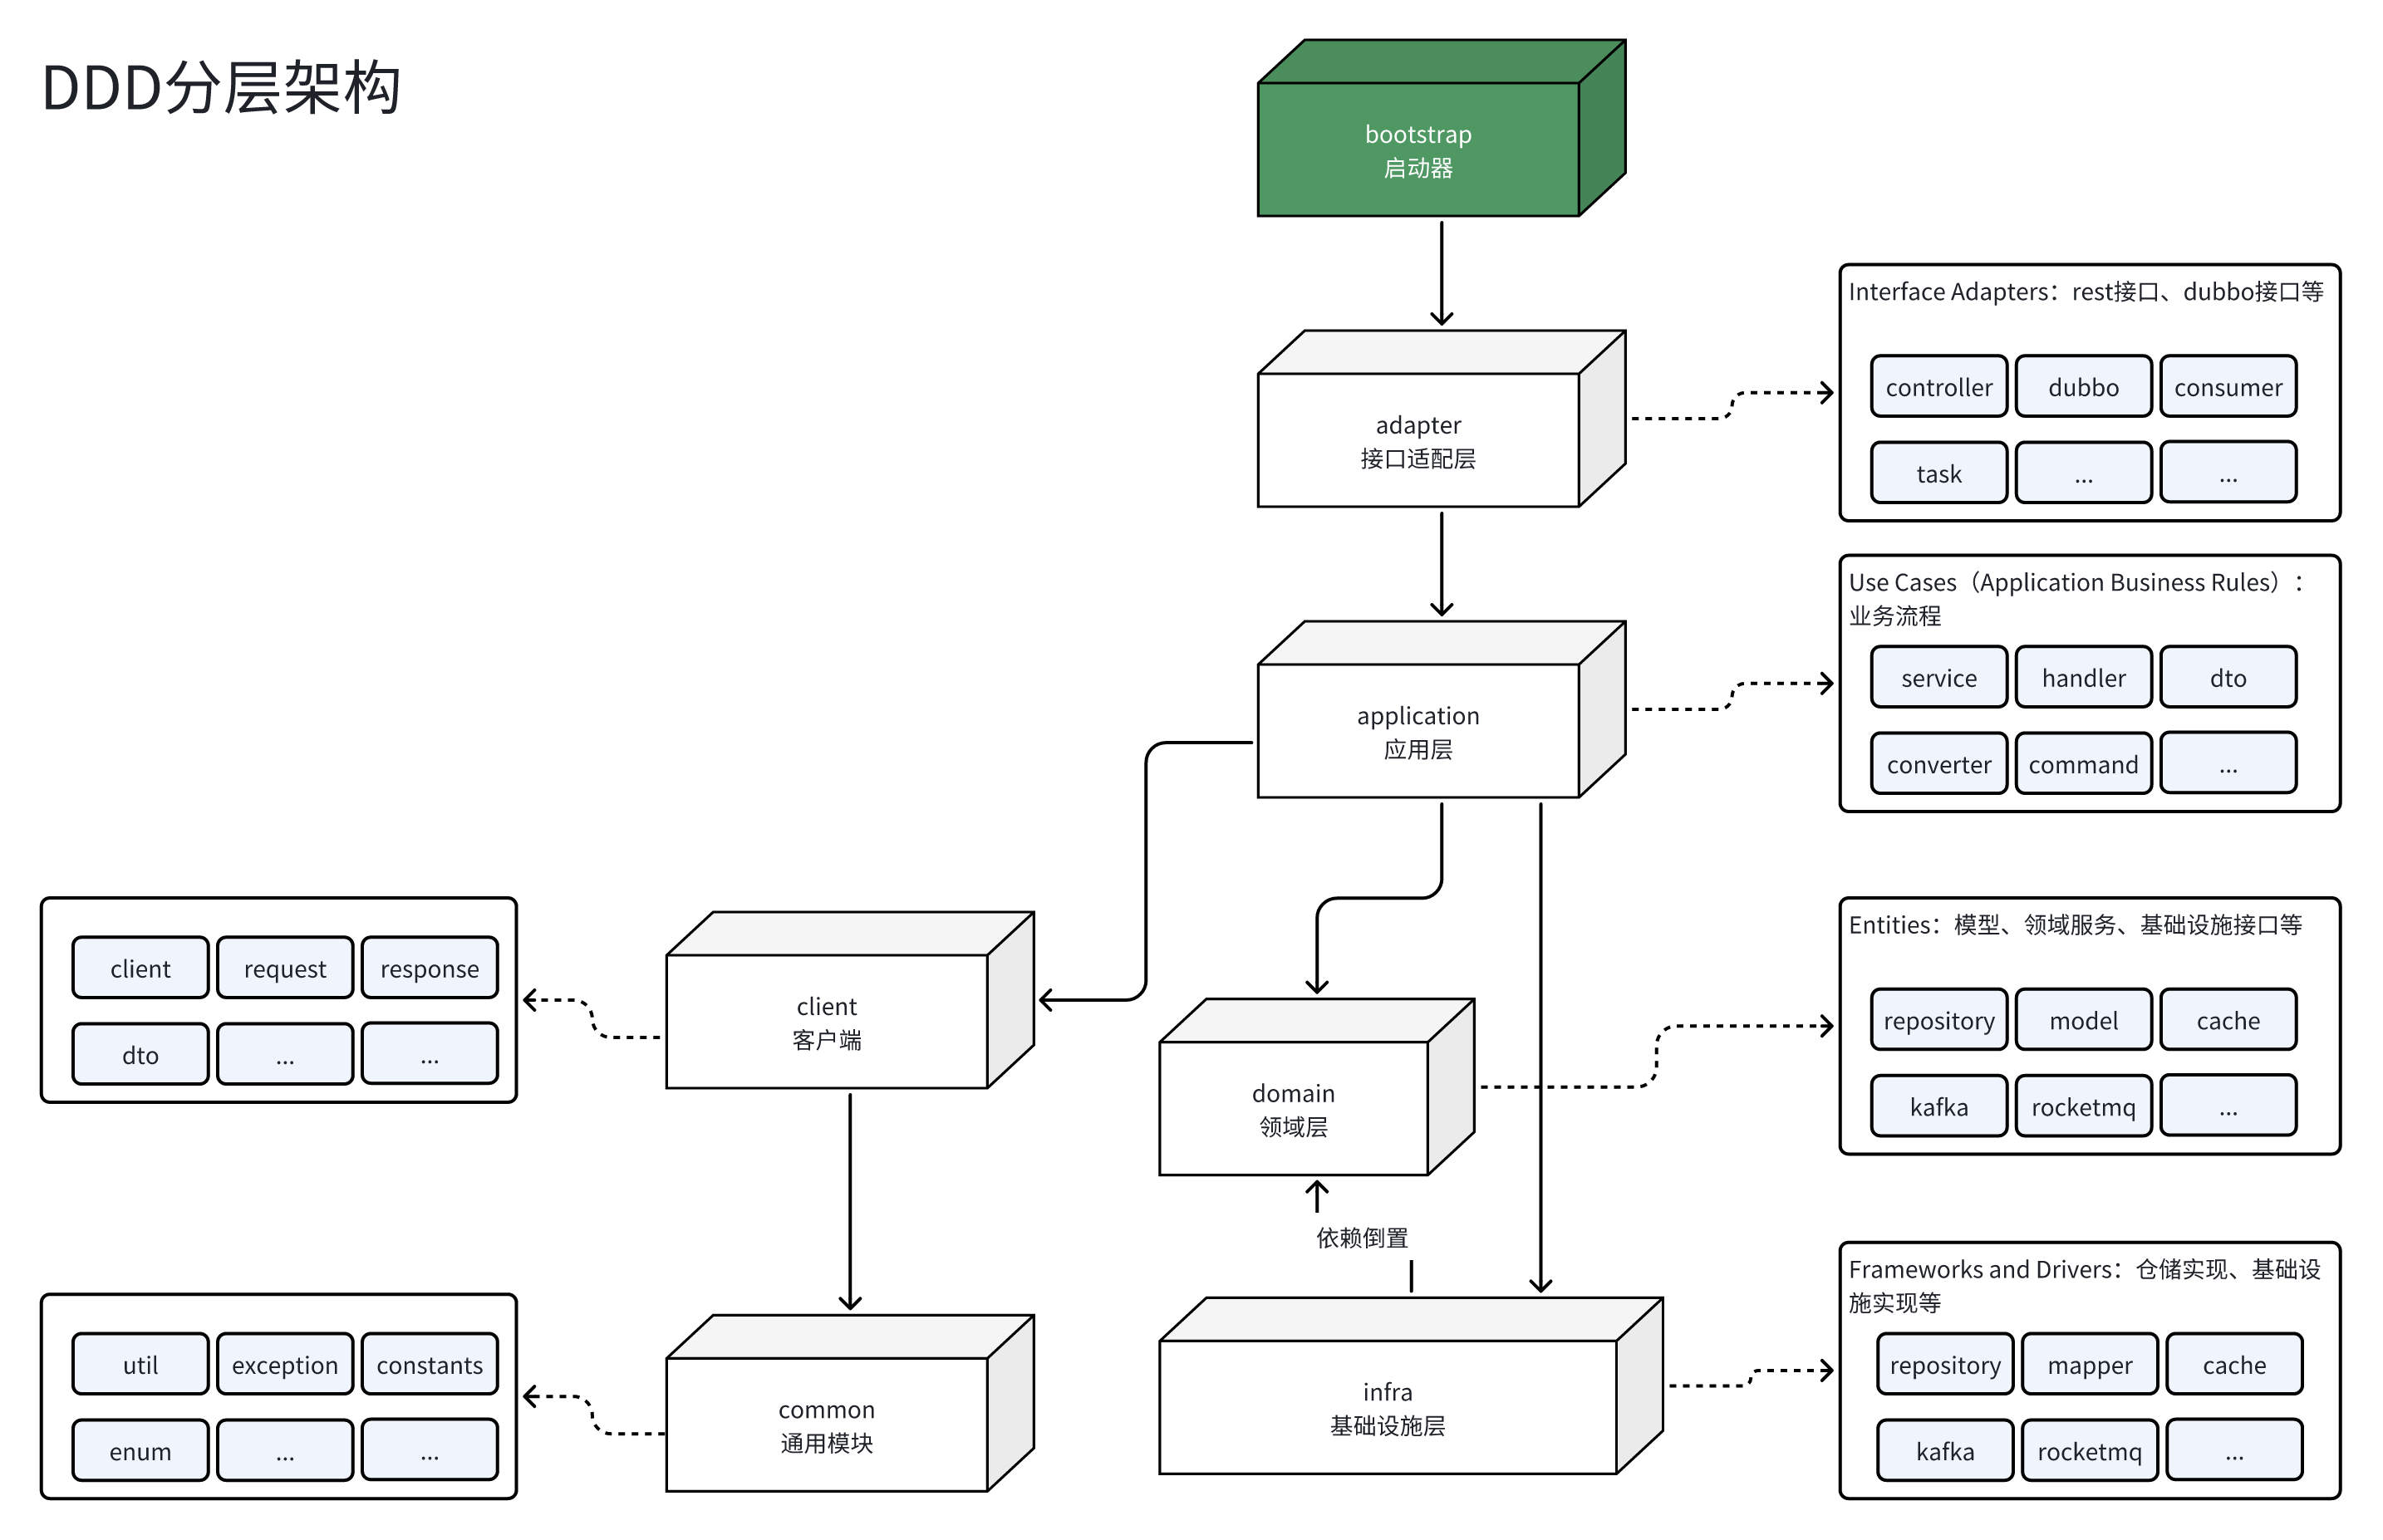 DDD分层架构
bootstrap
启动器
adapter
接口适配层
Interface Adapters：rest接口、dubbo接口等
controller
dubbo
consumer
task
...
...
application
应用层
Use Cases（Application Business Rules）：
业务流程
service
handler
dto
converter
command
...
client
request
response
dto
...
...
client
客户端
domain
领域层
Entities：模型、领域服务、基础设施接口等
repository
model
cache
kafka
rocketmq
...
依赖倒置
util
exception
constants
enum
...
...
common
通用模块
infra
基础设施层
Frameworks and Drivers：仓储实现、基础设
施实现等
repository
mapper
cache
kafka
rocketmq
...